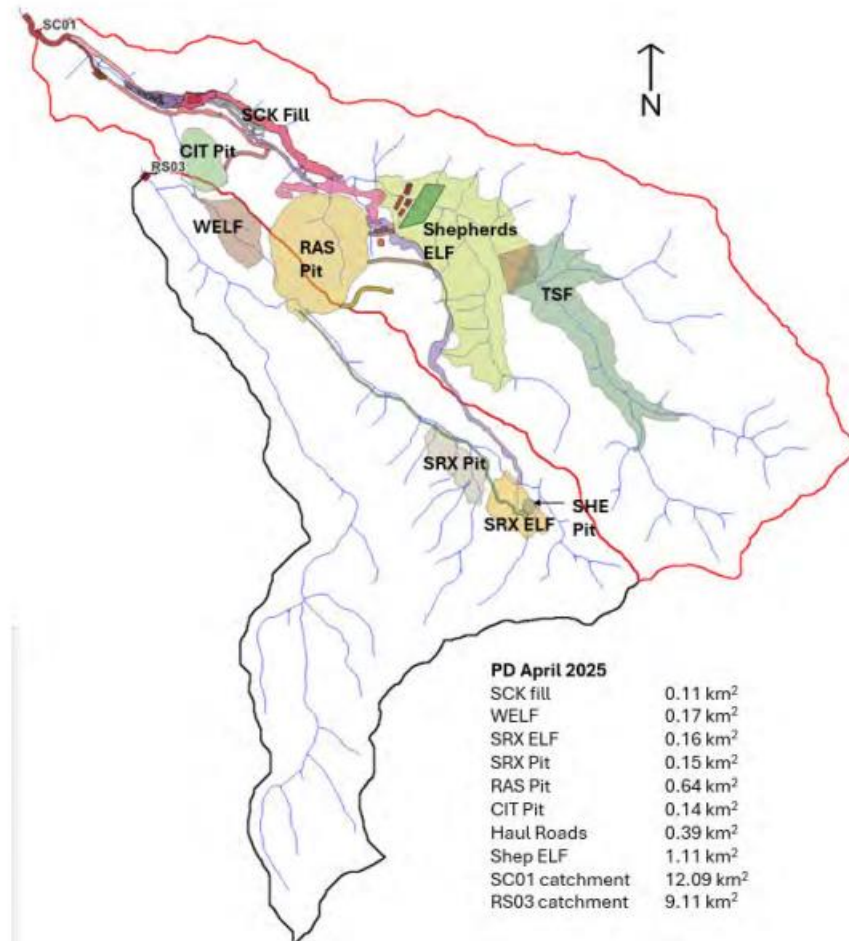 SC01
N
SCK Fill
CIT Pit
RS03
WELF
RAS
Pit
Shepherds
ELF
TSF
SRX Pit
SRX ELF
SHE
Pit
PD April 2025
SCK fill 0.11 km²
WELF 0.17 km²
SRX ELF 0.16 km²
SRX Pit 0.15 km²
RAS Pit 0.64 km²
CIT Pit 0.14 km²
Haul Roads 0.39 km²
Shep ELF 1.11 km²
SC01 catchment 12.09 km²
RS03 catchment 9.11 km²